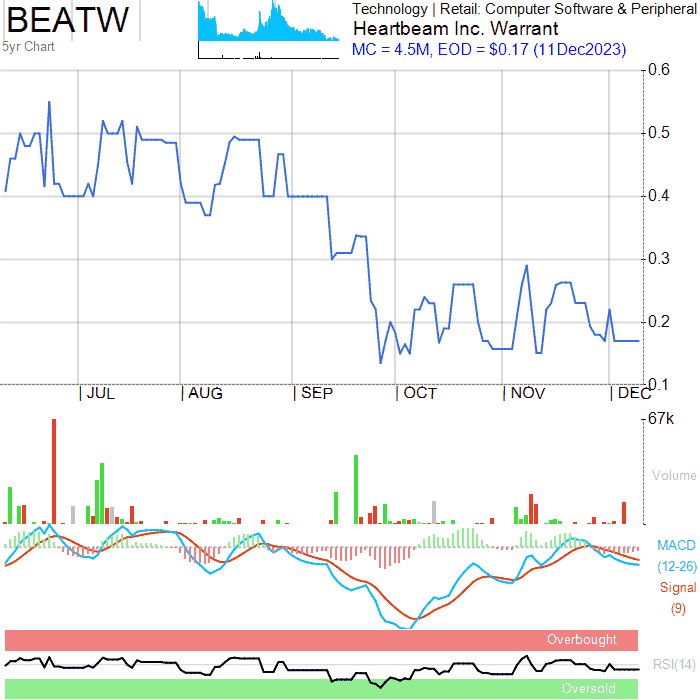 BEATW
5yr Chart
Technology | Retail: Computer Software & Peripheral
Heartbeam Inc. Warrant
MC = 4.5M, EOD = $0.17 (11Dec2023)
0.6
0.5
0.4
0.3
0.2
0.1
| JUL | AUG | SEP | OCT | NOV | DEC
67k
Volume
MACD
(12-26)
Signal
(9)
Overbought
RSI(14)
Oversold